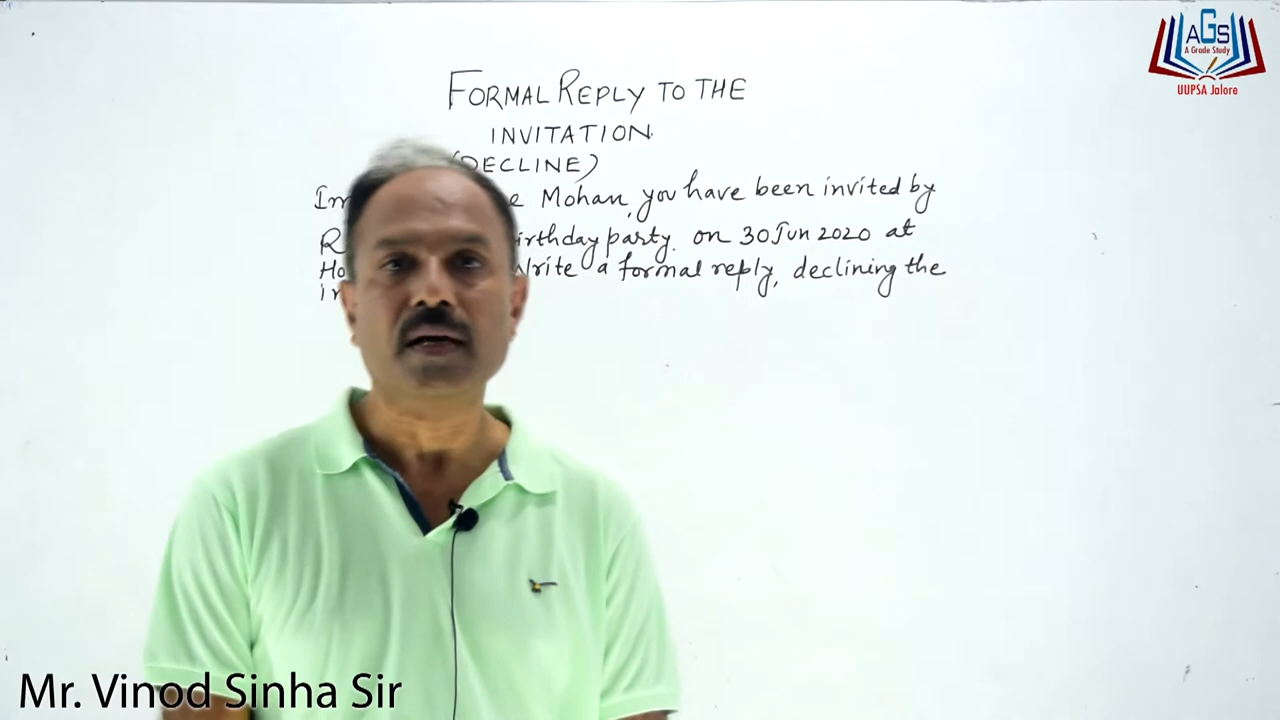 AGS
A Grade Study
UUPSA Jalore
FORMAL REPLY TO THE
INVITATION.
(DECLINE)
Mohan, you have been invited by
birthday party. on 30 Jun 2020 at
Write a formal reply, declining the
Mr. Vinod Sinha Sir